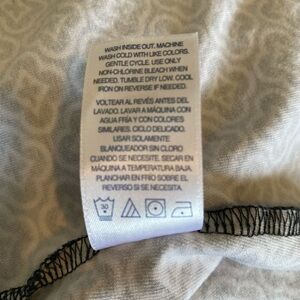 WASH INSIDE OUT. MACHINE
WASH COLD WITH LIKE COLORS.
GENTLE CYCLE. USE ONLY
NON-CHLORINE BLEACH WHEN
NEEDED. TUMBLE DRY LOW. COOL
IRON ON REVERSE IF NEEDED.
VOLTEAR AL REVÉS ANTES DEL
LAVADO. LAVAR A MÁQUINA CON
AGUA FRÍA Y CON COLORES
SIMILARES. CICLO DELICADO.
USAR SOLAMENTE
BLANQUEADOR SIN CLORO
CUANDO SE NECESITE. SECAR EN
MÁQUINA A TEMPERATURA BAJA.
PLANCHAR EN FRÍO SOBRE EL
REVERSO SI SE NECESITA.
30